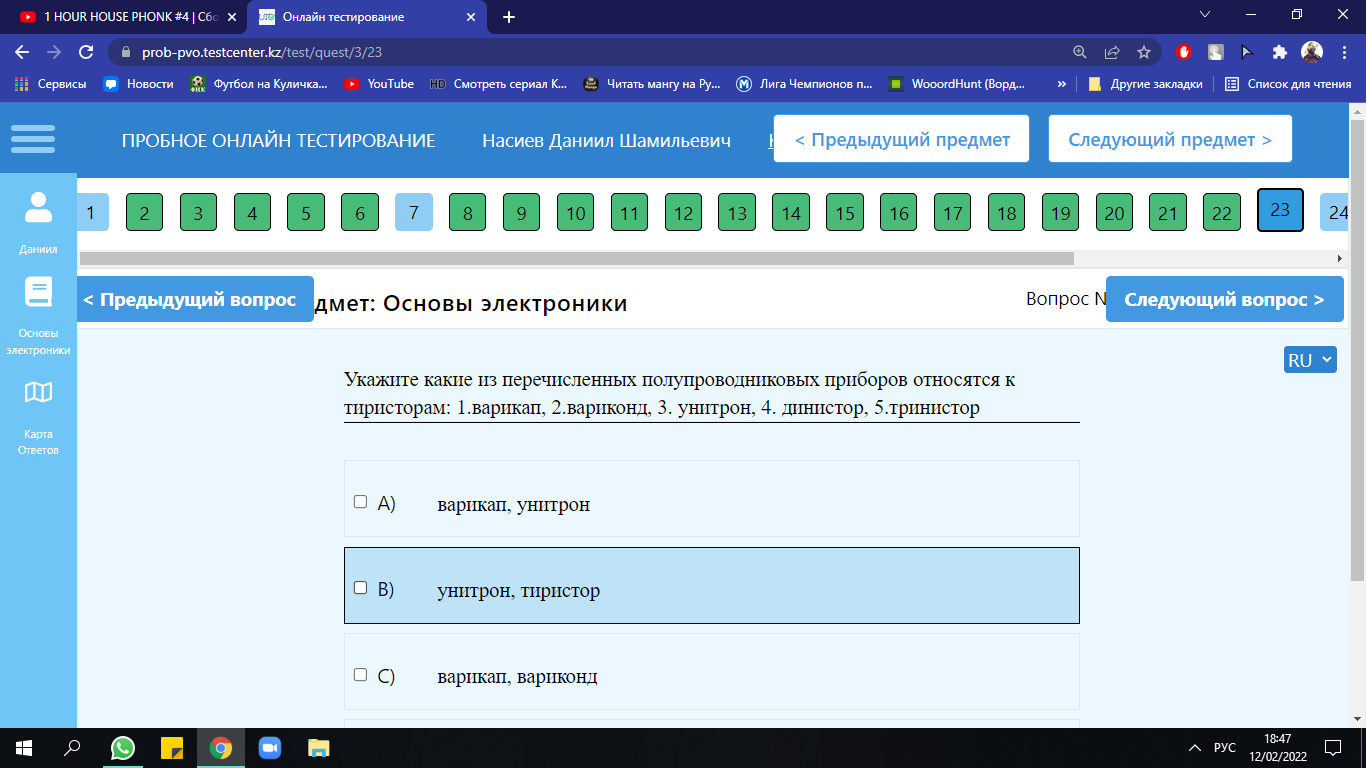 1 HOUR HOUSE PHONK #4 | Сбо
Онлайн тестирование
prob-pvo.testcenter.kz/test/quest/3/23
Сервисы
Новости
Футбол на Куличка...
YouTube
HD Смотреть сериал К...
Читать мангу на Ру...
Лига Чемпионов п...
WooordHunt (Ворд...
»
Другие закладки
Список для чтения
ПРОБНОЕ ОНЛАЙН ТЕСТИРОВАНИЕ
Насиев Даниил Шамильевич
< Предыдущий предмет
Следующий предмет >
1 2 3 4 5 6 7 8 9 10 11 12 13 14 15 16 17 18 19 20 21 22 23 24
Даниил
Основы
электроники
Карта
Ответов
< Предыдущий вопрос
дмет: Основы электроники
Вопрос N
Следующий вопрос >
RU
Укажите какие из перечисленных полупроводниковых приборов относятся к
тиристорам: 1.варикап, 2.вариконд, 3. унитрон, 4. динистор, 5.тринистор
A) варикап, унитрон
B) унитрон, тиристор
C) варикап, вариконд
РУС
18:47
12/02/2022